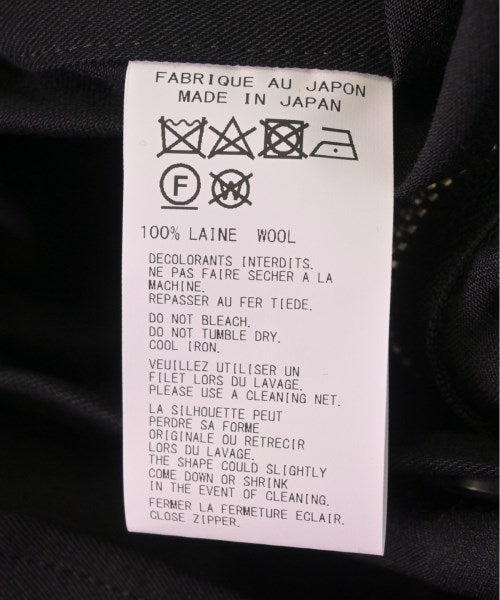 FABRIQUE AU JAPON
MADE IN JAPAN
F W
100% LAINE WOOL
DECOLORANTS INTERDITS.
NE PAS FAIRE SECHER A LA
MACHINE.
REPASSER AU FER TIEDE.
DO NOT BLEACH.
DO NOT TUMBLE DRY.
COOL IRON.
VEUILLEZ UTILISER UN
FILET LORS DU LAVAGE.
PLEASE USE A CLEANING NET.
LA SILHOUETTE PEUT
PERDRE SA FORME
ORIGINALE OU RETRECIR
LORS DU LAVAGE.
THE SHAPE COULD SLIGHTLY
COME DOWN OR SHRINK
IN THE EVENT OF CLEANING.
FERMER LA FERMETURE ECLAIR.
CLOSE ZIPPER.